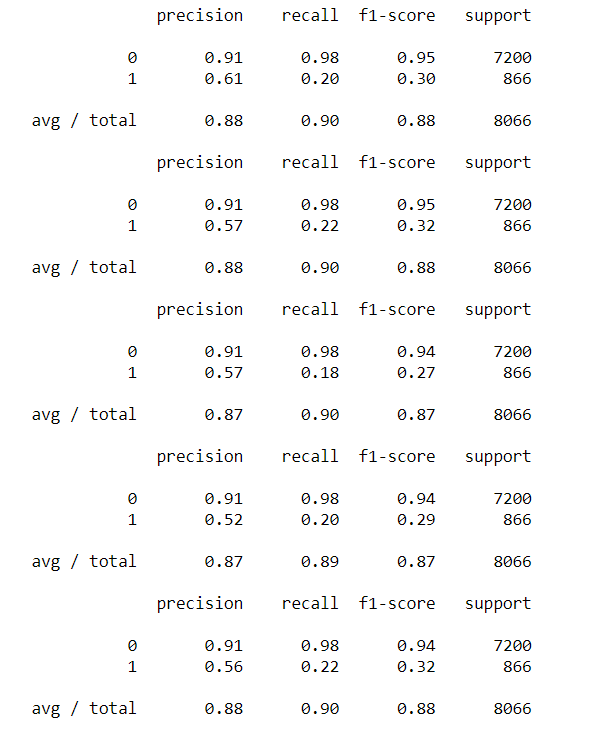 precision recall f1-score support
0 0.91 0.98 0.95 7200
1 0.61 0.20 0.30 866
avg / total 0.88 0.90 0.88 8066
precision recall f1-score support
0 0.91 0.98 0.95 7200
1 0.57 0.22 0.32 866
avg / total 0.88 0.90 0.88 8066
precision recall f1-score support
0 0.91 0.98 0.94 7200
1 0.57 0.18 0.27 866
avg / total 0.87 0.90 0.87 8066
precision recall f1-score support
0 0.91 0.98 0.94 7200
1 0.52 0.20 0.29 866
avg / total 0.87 0.89 0.87 8066
precision recall f1-score support
0 0.91 0.98 0.94 7200
1 0.56 0.22 0.32 866
avg / total 0.88 0.90 0.88 8066